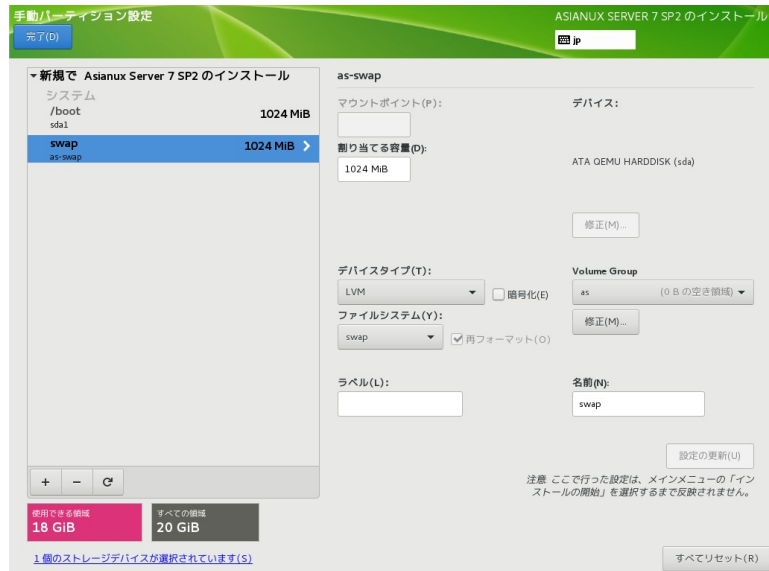 手動パーティション設定
ASIANUX SERVER 7 SP2 のインストール
完了(D)
jp
新規で Asianux Server 7 SP2 のインストール
システム
/boot
1024 MiB
sda1
swap
1024 MiB
as-swap
as-swap
マウントポイント(P):
デバイス:
割り当てる容量(D):
1024 MiB
ATA QEMU HARDDISK (sda)
修正(M)...
デバイスタイプ(T):
Volume Group
LVM
暗号化(E)
as
(0 B の空き領域)
ファイルシステム(Y):
修正(M)...
swap
再フォーマット(O)
ラベル(L):
名前(N):
swap
設定の更新(U)
注意 ここで行った設定は、メインメニューの「イン
ストールの開始」を選択するまで反映されません。
使用できる領域
18 GiB
すべての領域
20 GiB
1 個のストレージデバイスが選択されています(S)
すべてリセット(R)